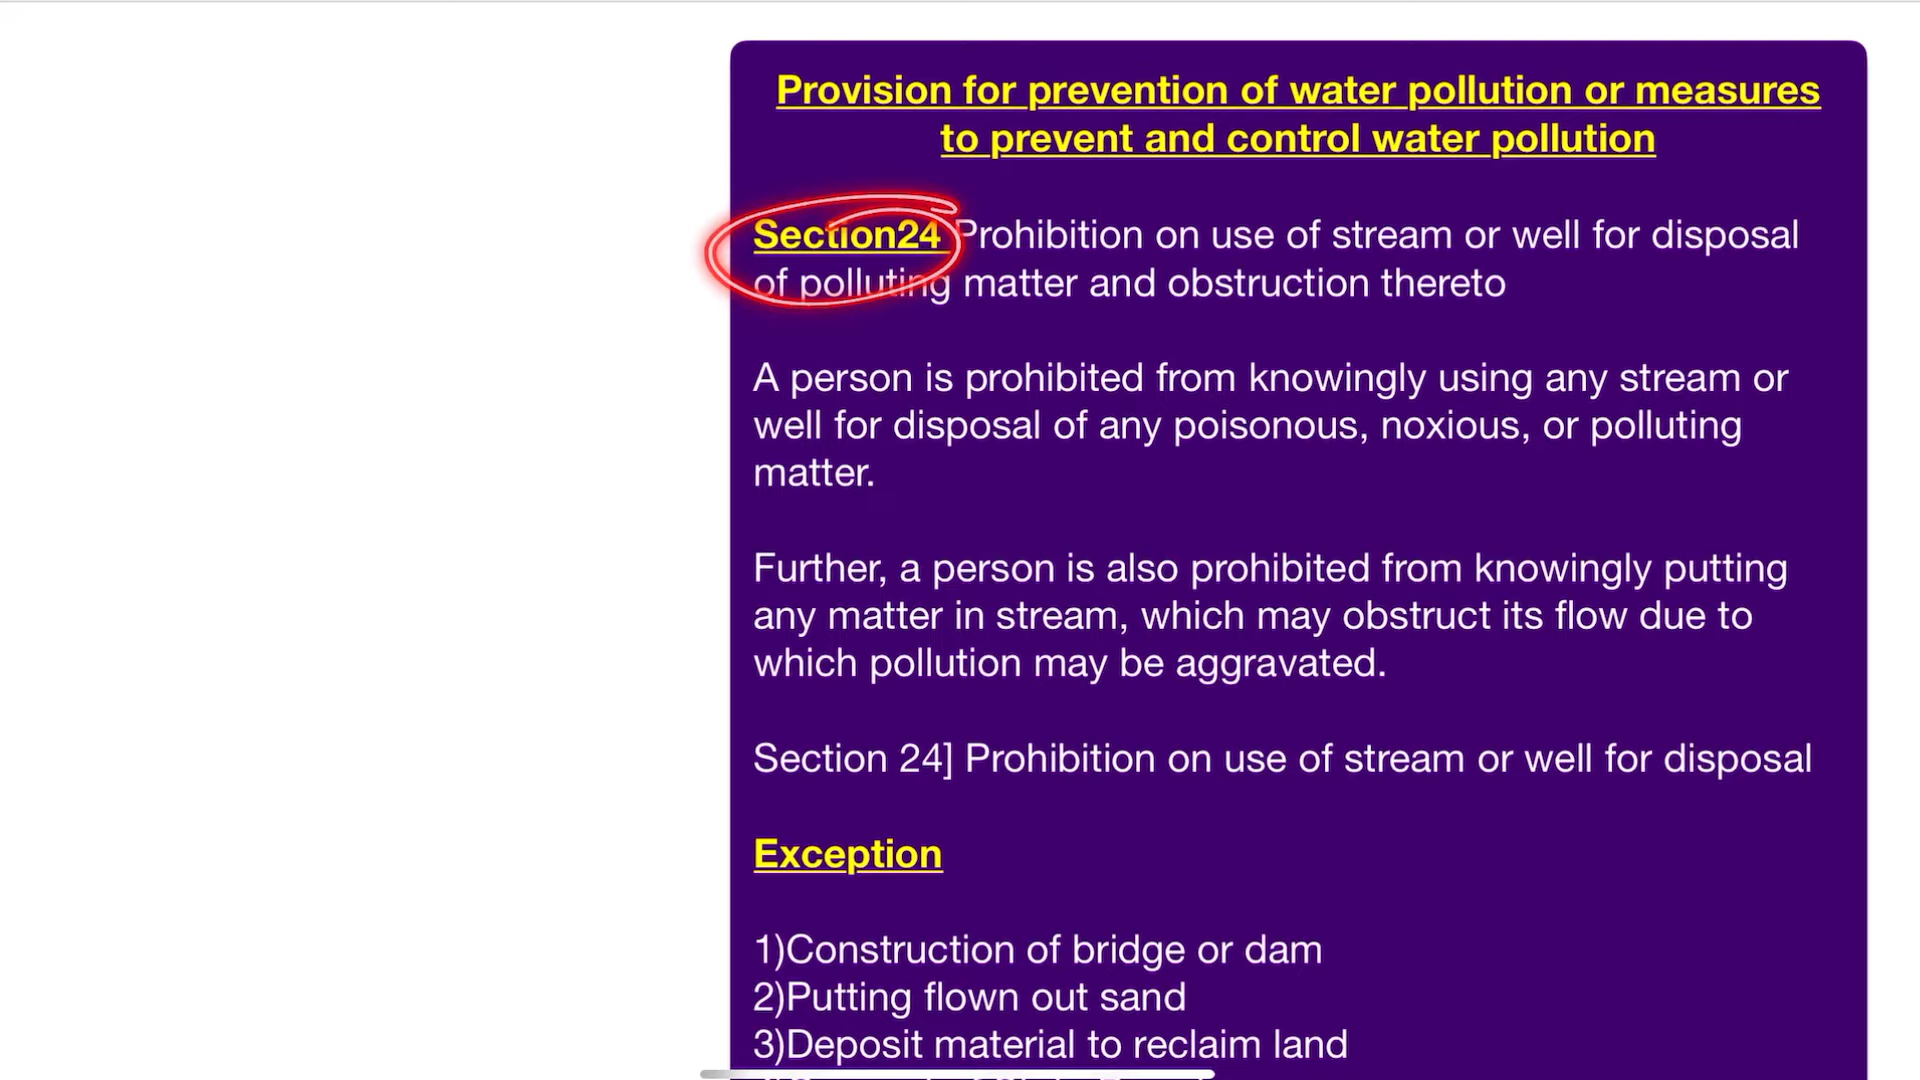 Provision for prevention of water pollution or measures
to prevent and control water pollution
Section24 Prohibition on use of stream or well for disposal
of polluting matter and obstruction thereto
A person is prohibited from knowingly using any stream or
well for disposal of any poisonous, noxious, or polluting
matter.
Further, a person is also prohibited from knowingly putting
any matter in stream, which may obstruct its flow due to
which pollution may be aggravated.
Section 24] Prohibition on use of stream or well for disposal
Exception
1)Construction of bridge or dam
2)Putting flown out sand
3)Deposit material to reclaim land